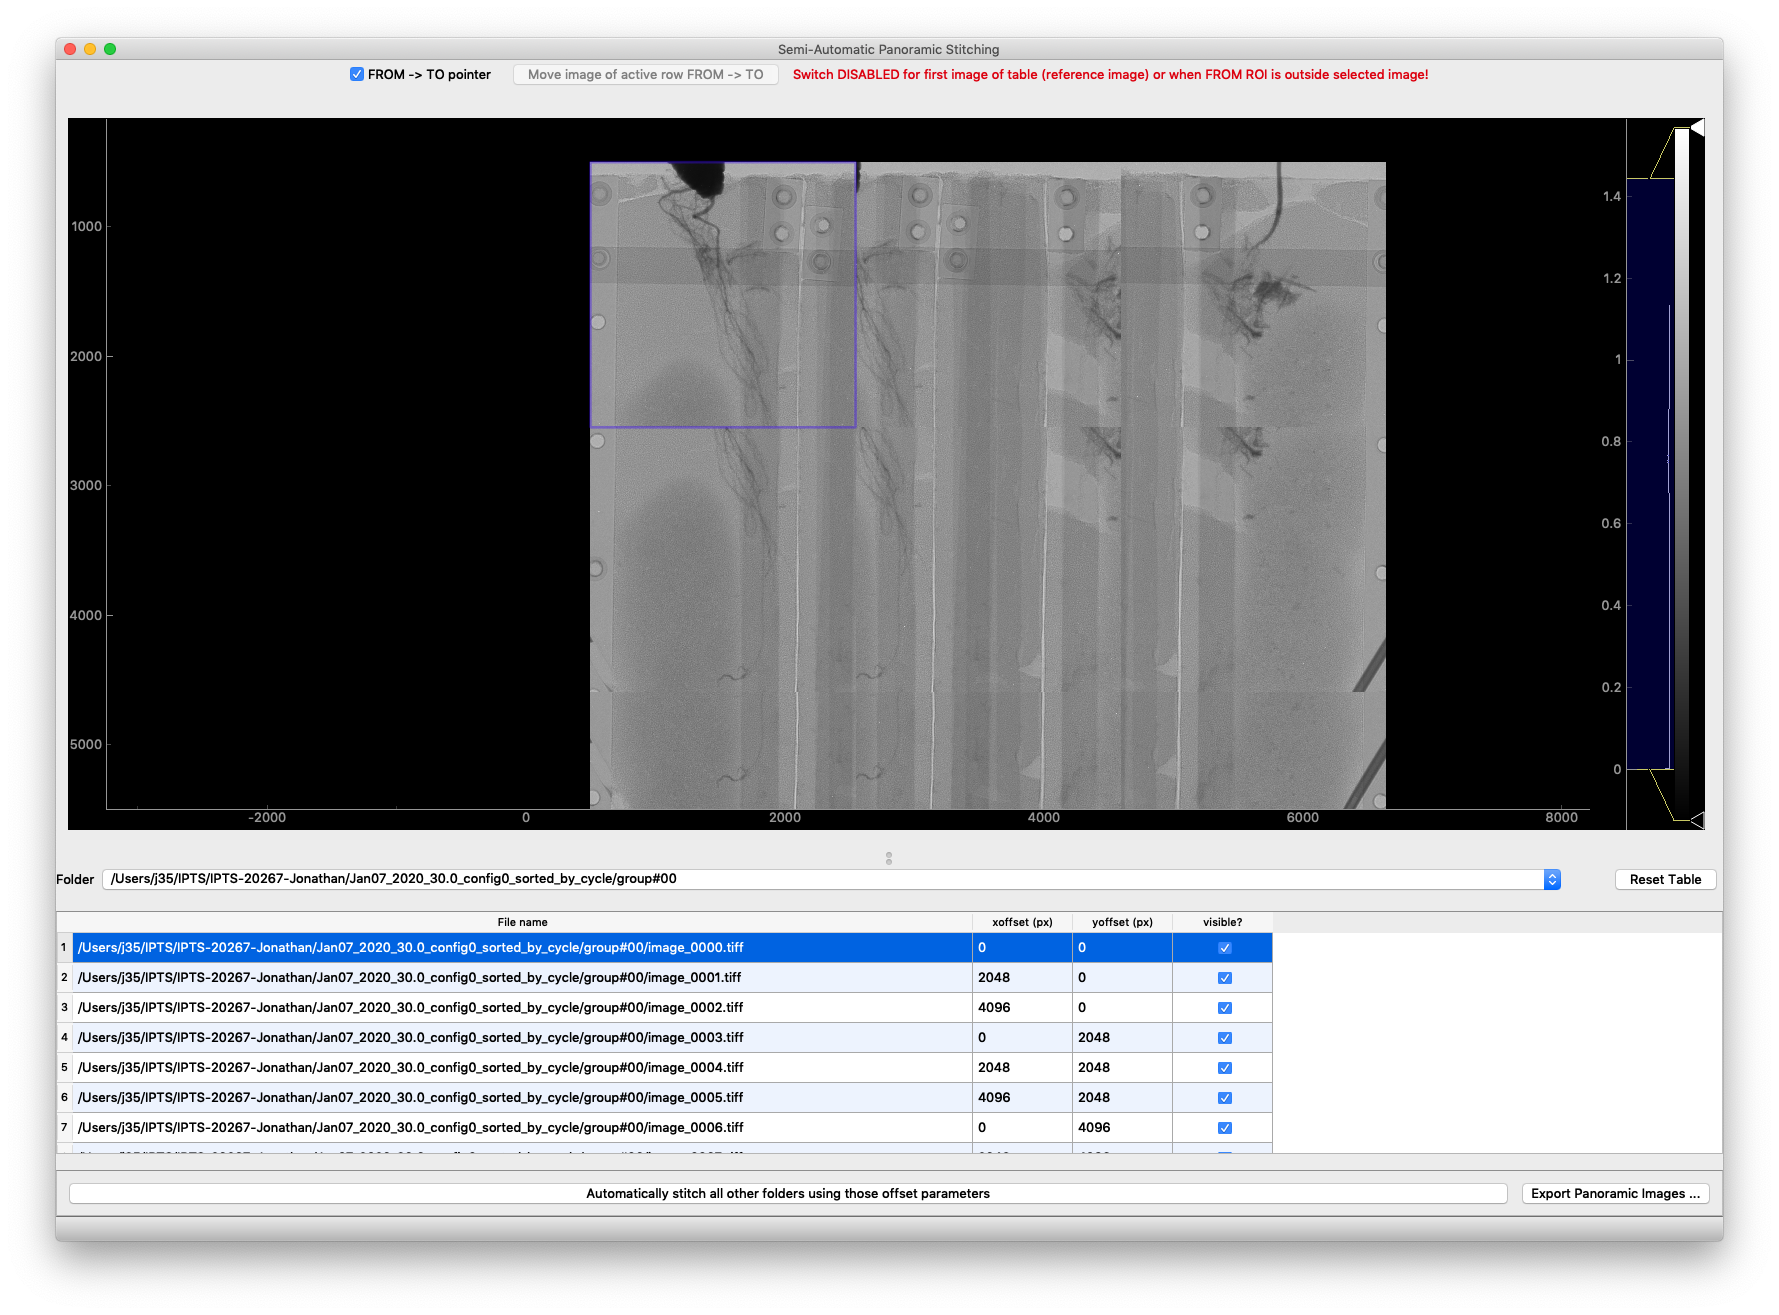 Semi-Automatic Panoramic Stitching
FROM -> TO pointer
Move image of active row FROM -> TO
Switch DISABLED for first image of table (reference image) or when FROM ROI is outside selected image!
1000
2000
3000
4000
5000
-2000
0
2000
4000
6000
8000
1.4
1.2
1
0.8
0.6
0.4
0.2
0
Folder
/Users/j35/IPTS/IPTS-20267-Jonathan/Jan07_2020_30.0_config0_sorted_by_cycle/group#00
Reset Table
File name xoffset (px) yoffset (px) visible?
1 /Users/j35/IPTS/IPTS-20267-Jonathan/Jan07_2020_30.0_config0_sorted_by_cycle/group#00/image_0000.tiff 0 0
2 /Users/j35/IPTS/IPTS-20267-Jonathan/Jan07_2020_30.0_config0_sorted_by_cycle/group#00/image_0001.tiff 2048 0
3 /Users/j35/IPTS/IPTS-20267-Jonathan/Jan07_2020_30.0_config0_sorted_by_cycle/group#00/image_0002.tiff 4096 0
4 /Users/j35/IPTS/IPTS-20267-Jonathan/Jan07_2020_30.0_config0_sorted_by_cycle/group#00/image_0003.tiff 0 2048
5 /Users/j35/IPTS/IPTS-20267-Jonathan/Jan07_2020_30.0_config0_sorted_by_cycle/group#00/image_0004.tiff 2048 2048
6 /Users/j35/IPTS/IPTS-20267-Jonathan/Jan07_2020_30.0_config0_sorted_by_cycle/group#00/image_0005.tiff 4096 2048
7 /Users/j35/IPTS/IPTS-20267-Jonathan/Jan07_2020_30.0_config0_sorted_by_cycle/group#00/image_0006.tiff 0 4096
Automatically stitch all other folders using those offset parameters
Export Panoramic Images ...